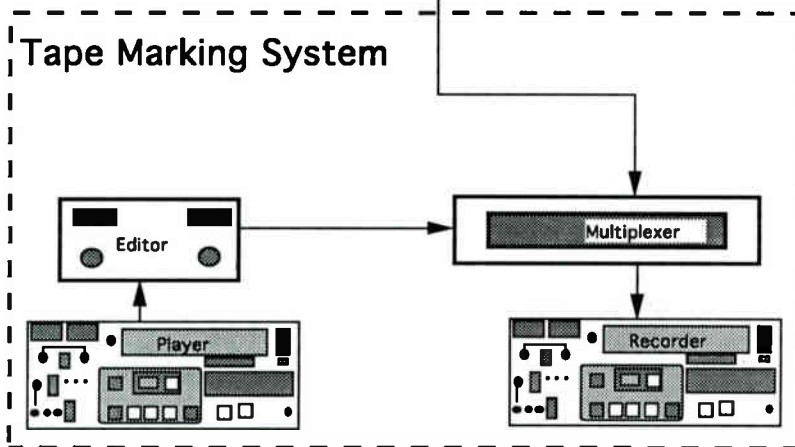 Tape Marking System
Editor
Multiplexer
Player
Recorder